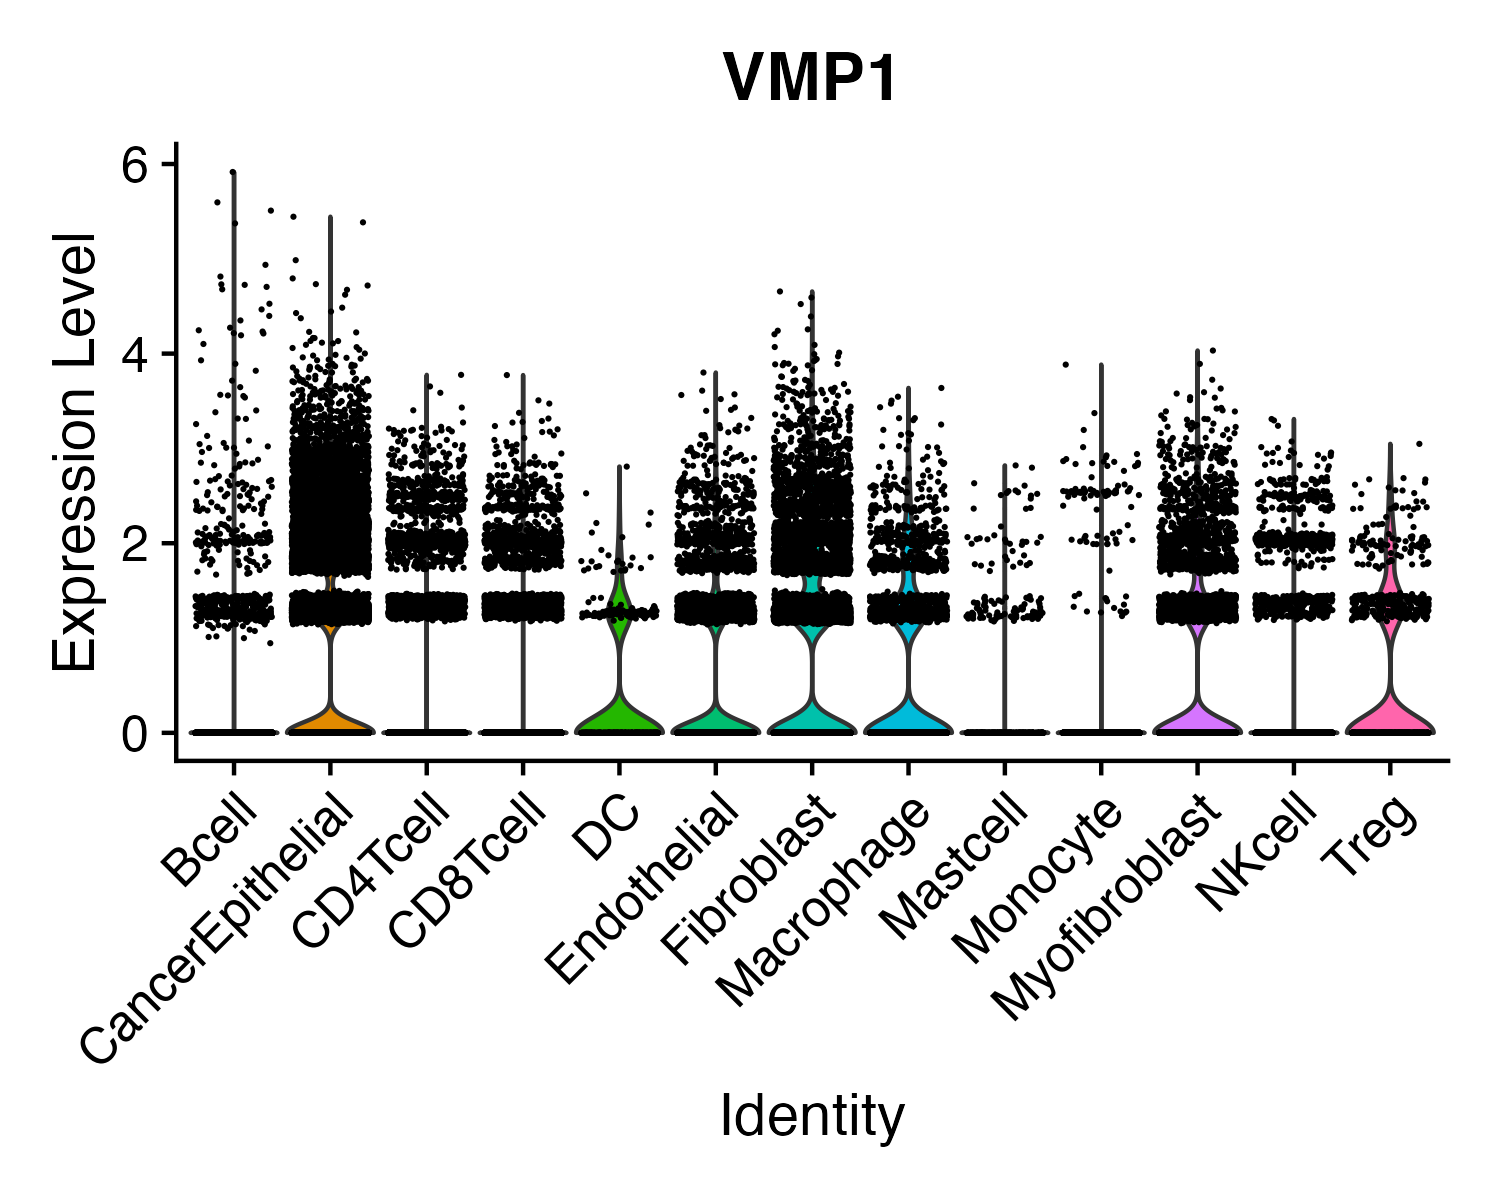 VMP1
Expression Level
6
4
2
0
Bcell
CancerEpithelial
CD4Tcell
CD8Tcell
DC
Endothelial
Fibroblast
Macrophage
Mastcell
Monocyte
Myofibroblast
NKcell
Treg
Identity